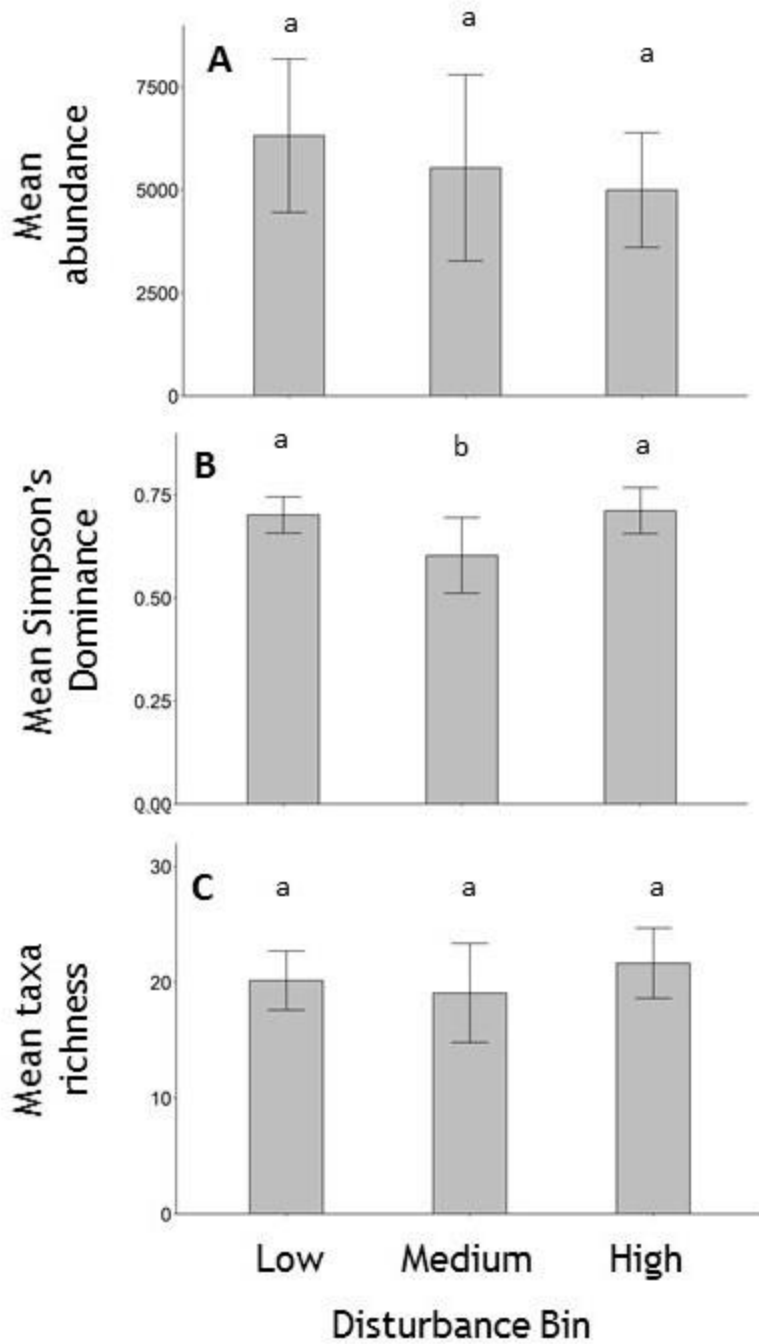 a a a
A
7500
5000
2500
0
Mean
abundance
a b a
B
0.75
0.50
0.25
0.00
Mean Simpson's
Dominance
a a a
C
30
20
10
0
Mean taxa
richness
Low Medium High
Disturbance Bin